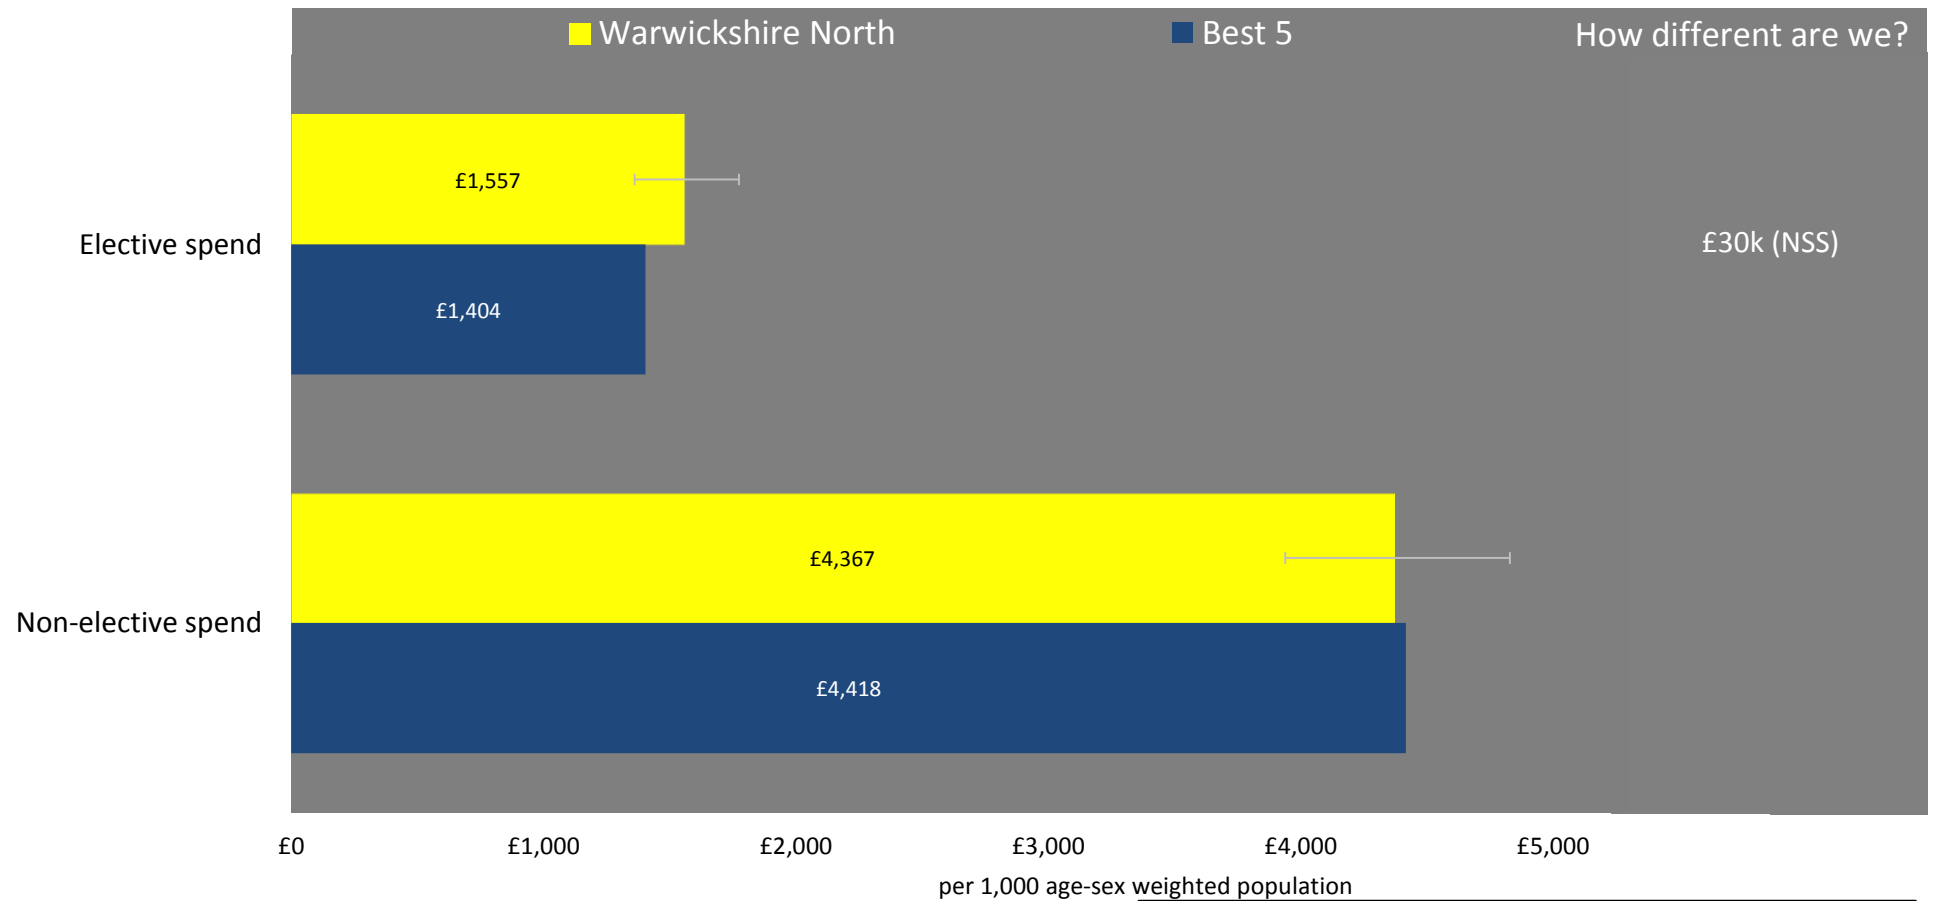 Warwickshire North
Best 5
How different are we?
£1,557
Elective spend
£30k (NSS)
£1,404
£4,367
Non-elective spend
£4,418
£0
£1,000
£2,000
£3,000
£4,000
£5,000
per 1,000 age-sex weighted population